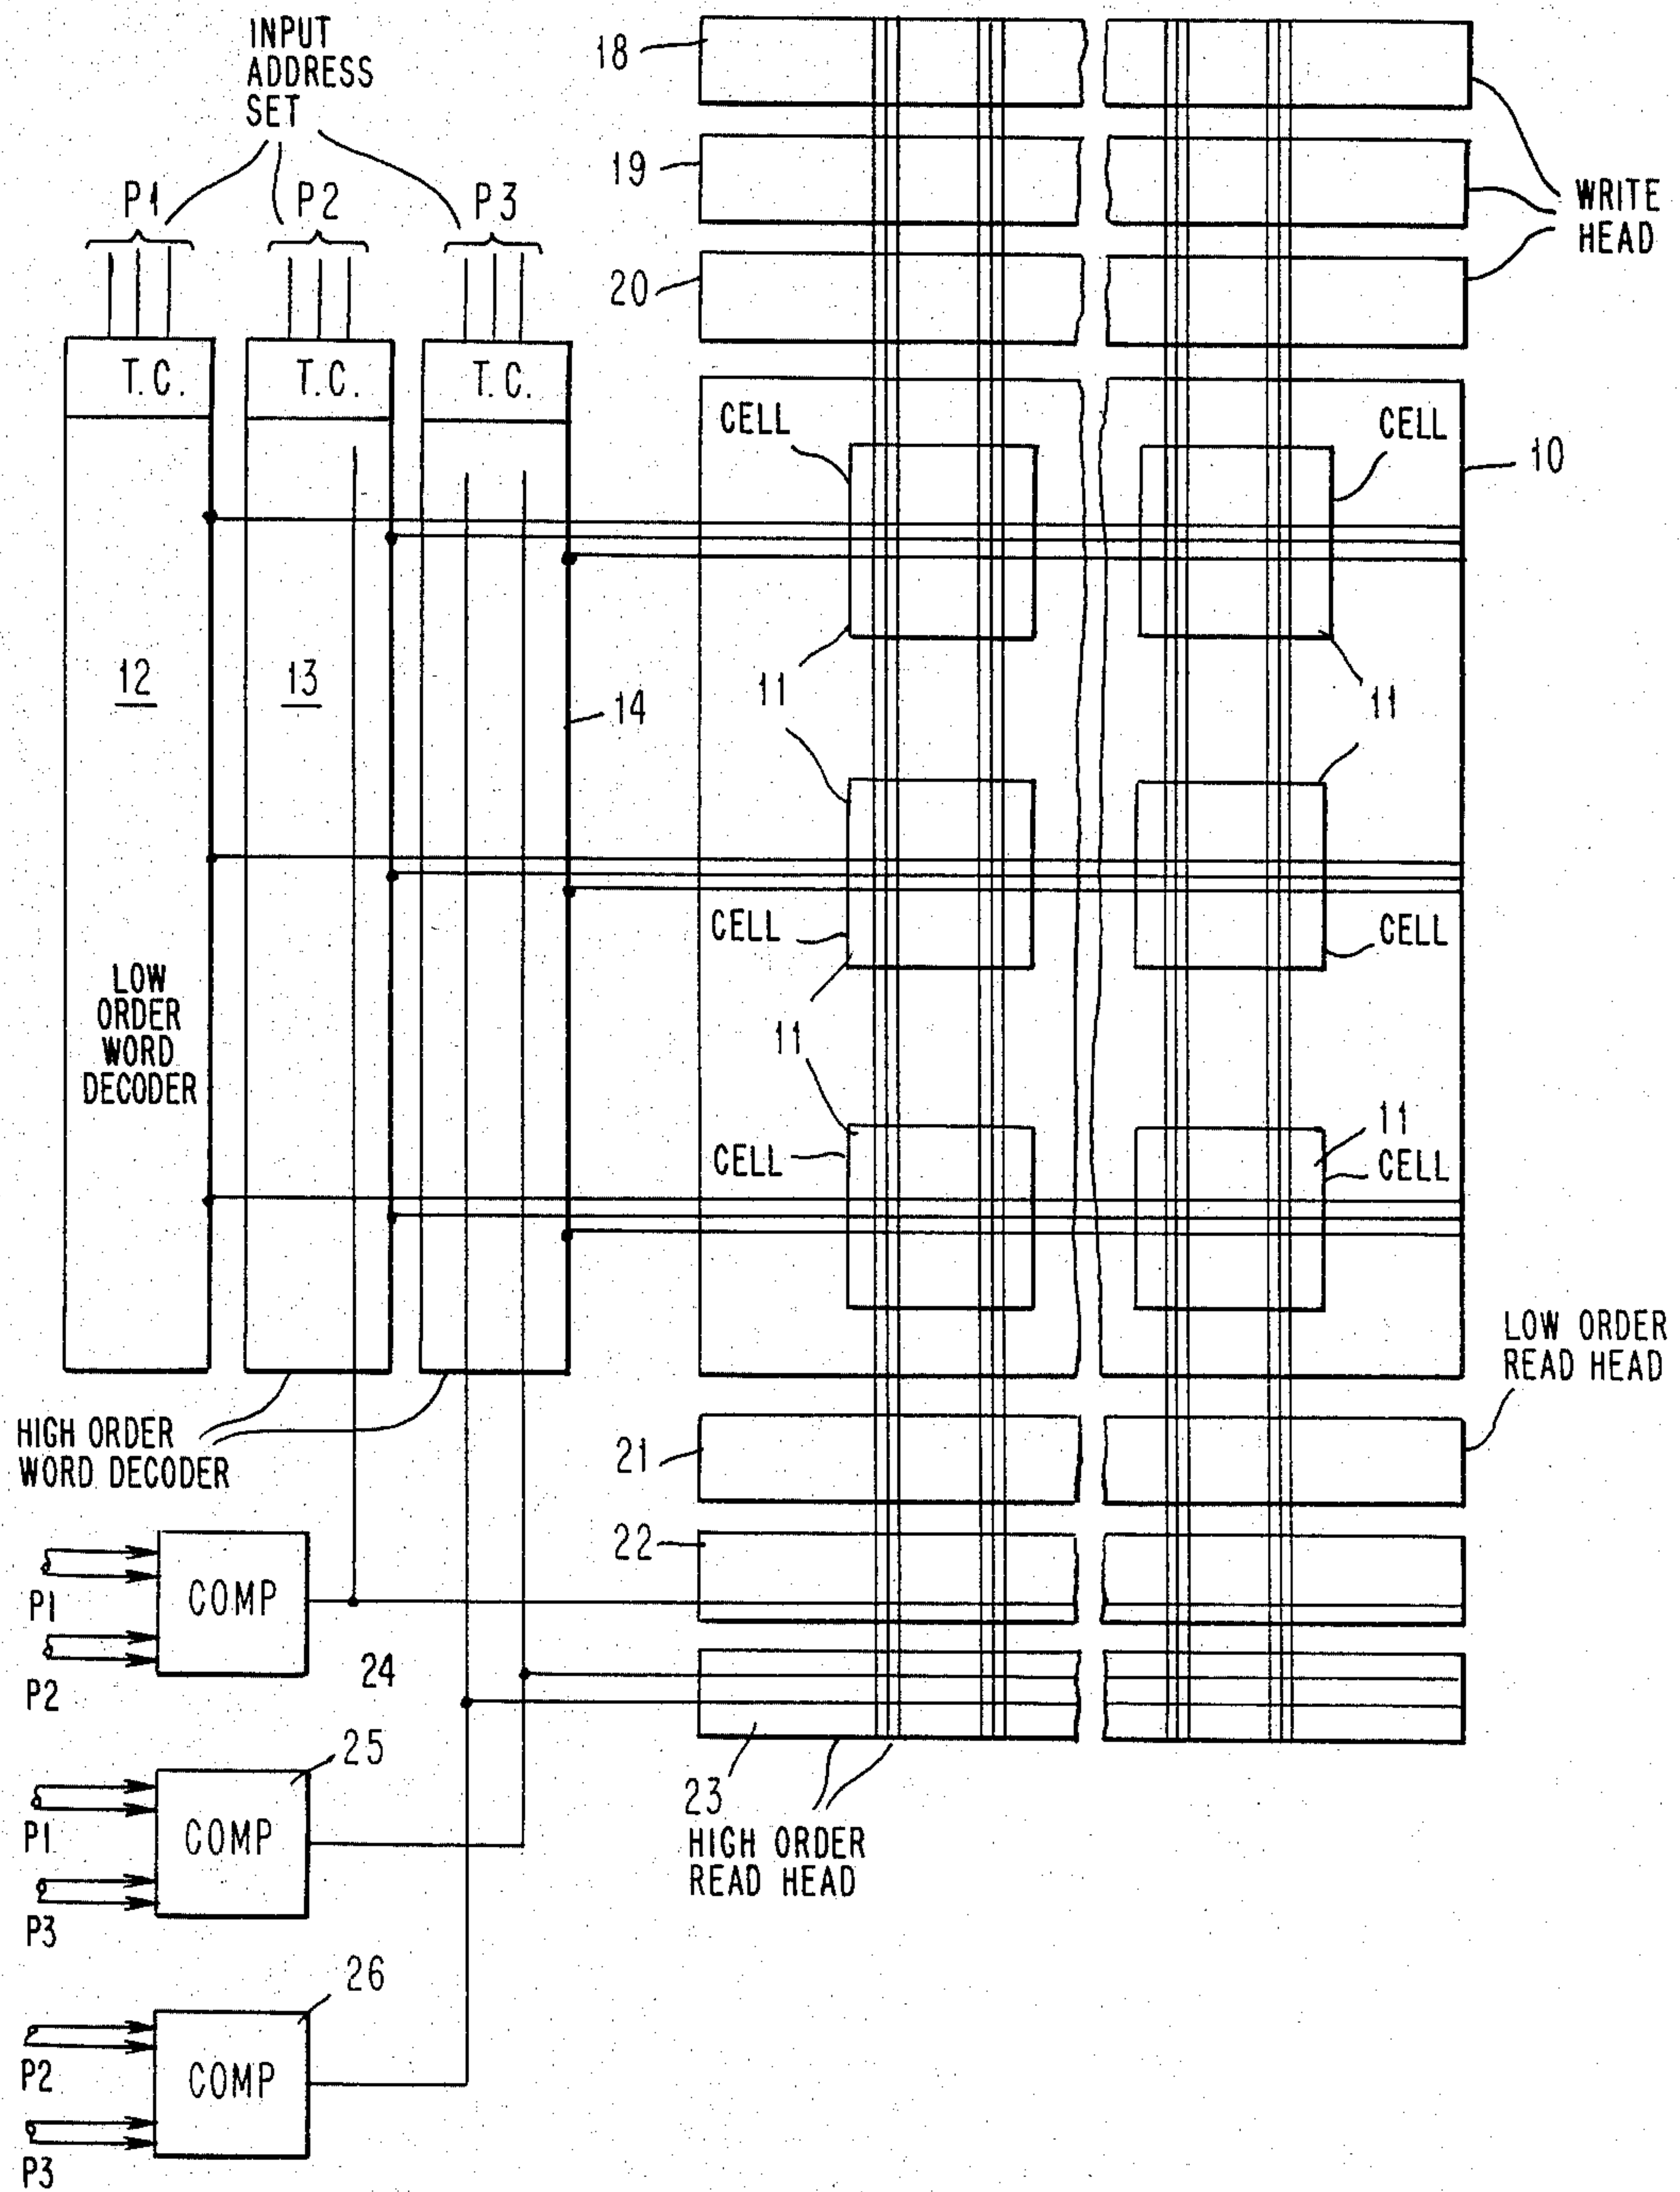 INPUT
ADDRESS
SET
P1
P2
P3
T.C.
T.C.
T.C.
12
13
14
LOW
ORDER
WORD
DECODER
HIGH ORDER
WORD DECODER
18
19
20
WRITE
HEAD
CELL
CELL
10
11
11
11
CELL
CELL
11
CELL
11
CELL
LOW ORDER
READ HEAD
21
22
23
HIGH ORDER
READ HEAD
P1
P2
COMP
24
P1
P3
COMP
25
P2
P3
COMP
26